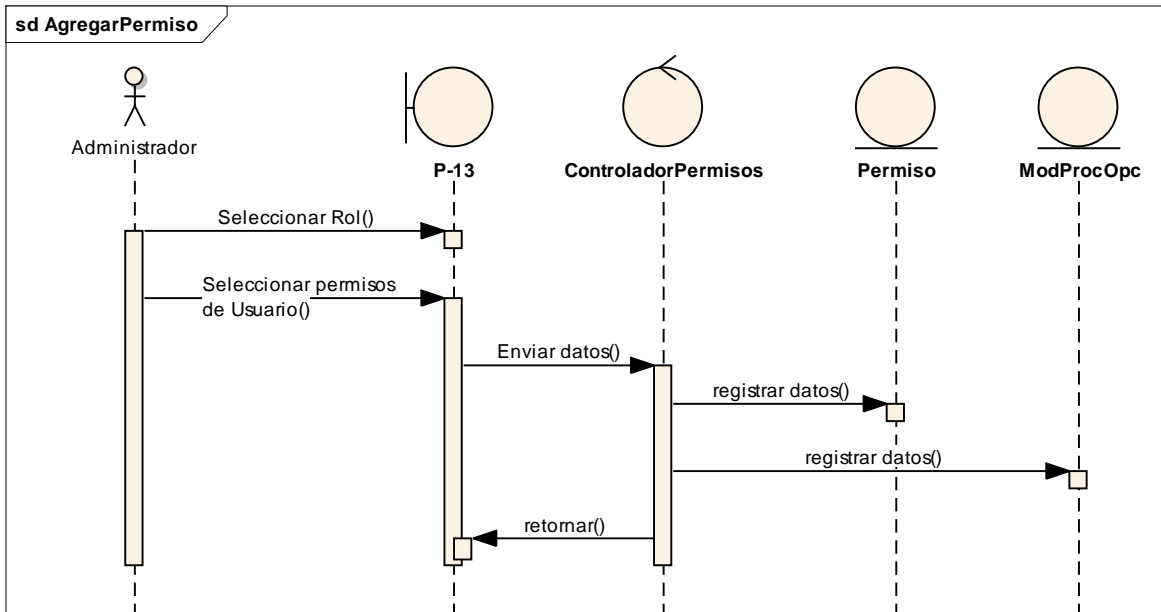 sd AgregarPermiso
Administrador
P-13
ControladorPermisos
Permiso
ModProcOpc
Seleccionar Rol()
Seleccionar permisos
de Usuario()
Enviar datos()
registrar datos()
registrar datos()
retornar()